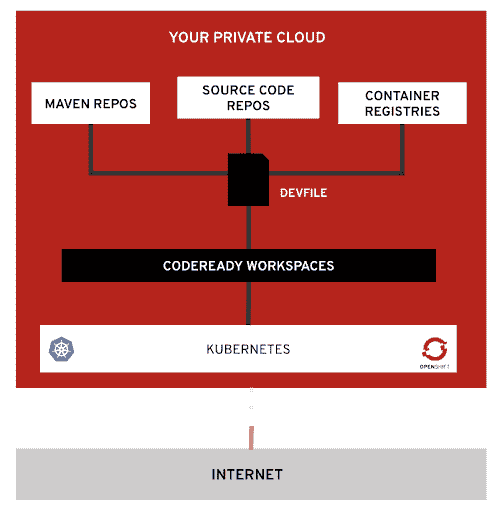 YOUR PRIVATE CLOUD
MAVEN REPOS
SOURCE CODE
REPOS
CONTAINER
REGISTRIES
DEVFILE
CODEREADY WORKSPACES
KUBERNETES
OPENSHIFT
INTERNET